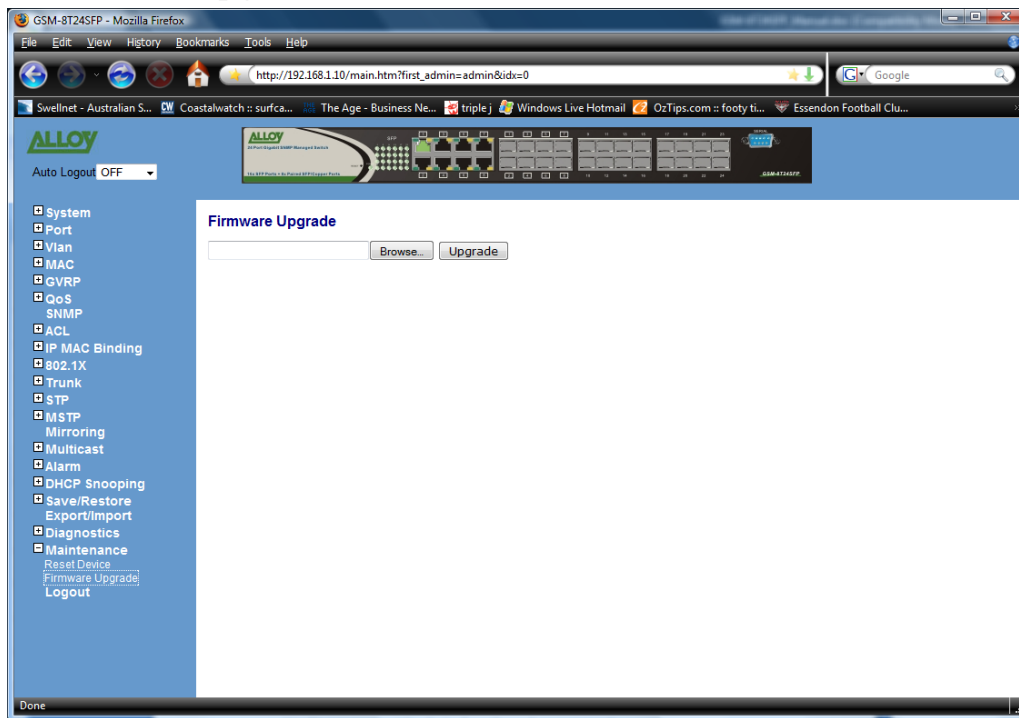 GSM-8T24SFP - Mozilla Firefox
File Edit View History Bookmarks Tools Help
http://192.168.1.10/main.htm?first_admin=admin&idx=0
G Google
Swellnet - Australian S... CW Coastalwatch :: surfca... The Age - Business Ne... triple j Windows Live Hotmail OzTips.com :: footy ti... Essendon Football Clu...
ALLOY
Auto Logout OFF
ALLOY
SFP
GSM-8T24SFP
System
Port
Vlan
MAC
GVRP
QoS
SNMP
ACL
IP MAC Binding
802.1X
Trunk
STP
MSTP
Mirroring
Multicast
Alarm
DHCP Snooping
Save/Restore
Export/Import
Diagnostics
Maintenance
Reset Device
Firmware Upgrade
Logout
Firmware Upgrade
Browse... Upgrade
Done